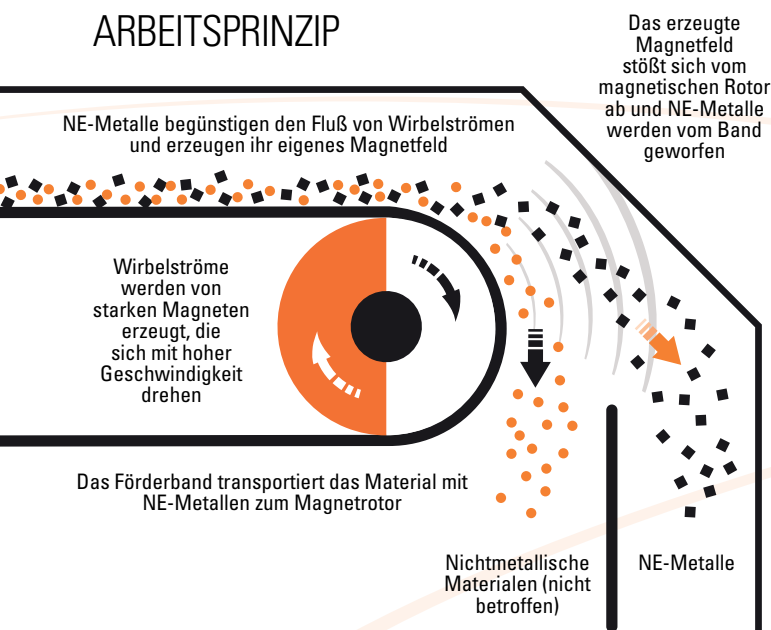 ARBEITSPRINZIP
Das erzeugte
Magnetfeld
stößt sich vom
magnetischen Rotor
ab und NE-Metalle
werden vom Band
geworfen
NE-Metalle begünstigen den Fluß von Wirbelströmen
und erzeugen ihr eigenes Magnetfeld
Wirbelströme
werden von
starken Magneten
erzeugt, die
sich mit hoher
Geschwindigkeit
drehen
Das Förderband transportiert das Material mit
NE-Metallen zum Magnetrotor
Nichtmetallische
Materialen (nicht
betroffen)
NE-Metalle